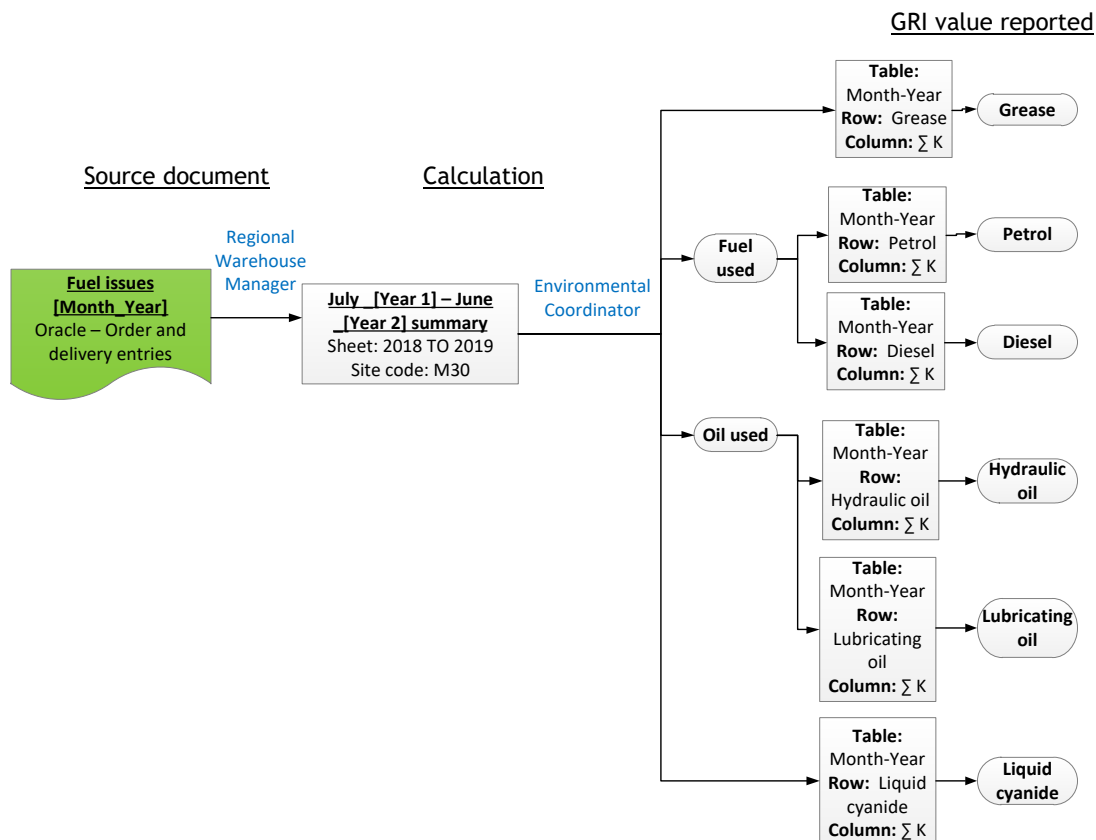 GRI value reported
Source document
Calculation
Regional
Warehouse
Manager
Fuel issues
[Month_Year]
Oracle – Order and
delivery entries
July _[Year 1] – June
_[Year 2] summary
Sheet: 2018 TO 2019
Site code: M30
Environmental
Coordinator
Table:
Month-Year
Row: Grease
Column: ∑ K
Grease
Fuel
used
Table:
Month-Year
Row: Petrol
Column: ∑ K
Petrol
Table:
Month-Year
Row: Diesel
Column: ∑ K
Diesel
Oil used
Table:
Month-Year
Row:
Hydraulic oil
Column: ∑ K
Hydraulic
oil
Table:
Month-Year
Row:
Lubricating
oil
Column: ∑ K
Lubricating
oil
Table:
Month-Year
Row: Liquid
cyanide
Column: ∑ K
Liquid
cyanide